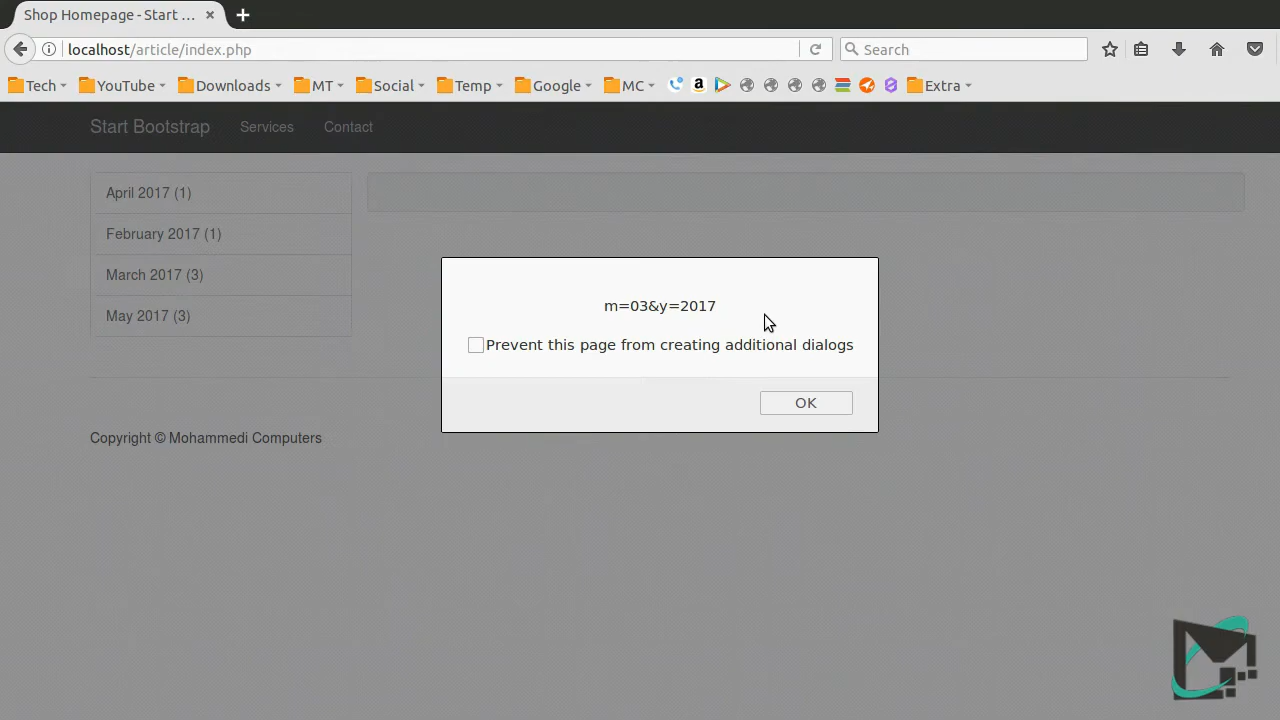 Shop Homepage - Start ...
localhost/article/index.php
Search
Tech YouTube Downloads MT Social Temp Google MC a Extra
Start Bootstrap Services Contact
April 2017 (1)
February 2017 (1)
March 2017 (3)
May 2017 (3)
m=03&y=2017
Prevent this page from creating additional dialogs
OK
Copyright © Mohammedi Computers